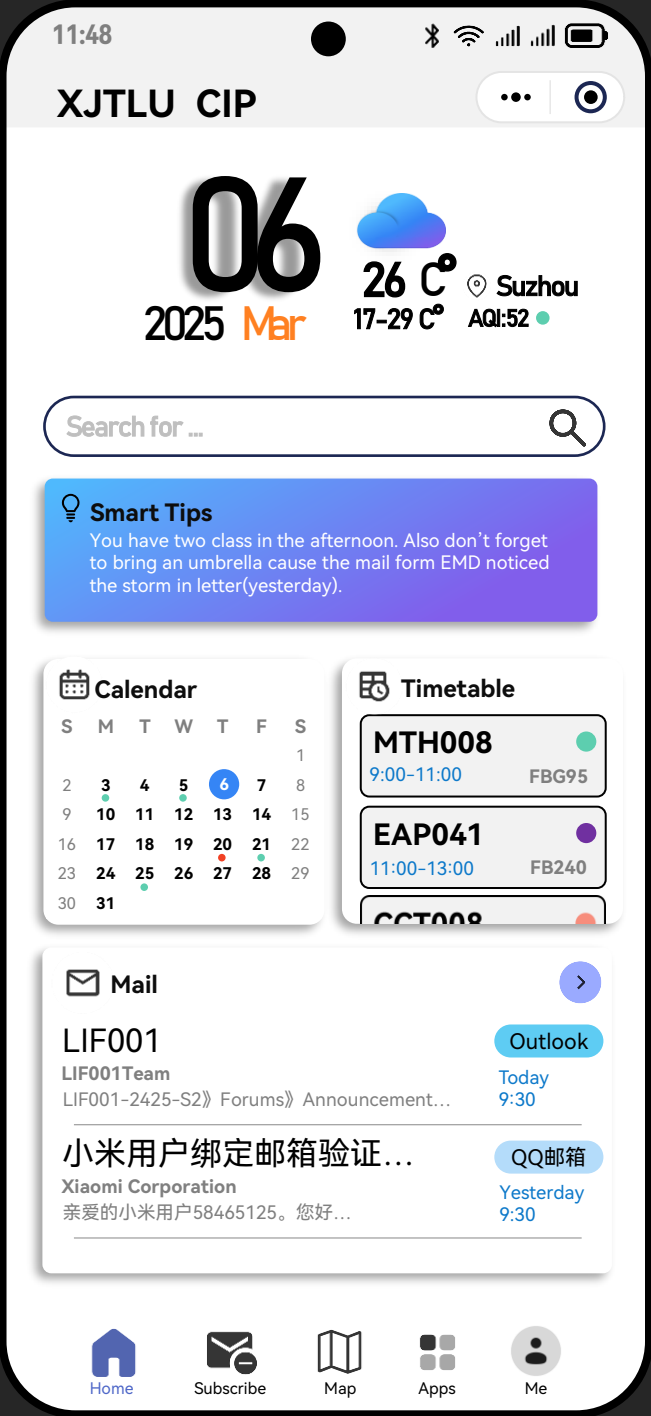 11:48
XJTLU CIP
06
2025 Mar
26 C°
17-29 C°
Suzhou
AQI:52
Search for ...
Smart Tips
You have two class in the afternoon. Also don't forget
to bring an umbrella cause the mail form EMD noticed
the storm in letter(yesterday).
Calendar
S M T W T F S
1
2 3 4 5 6 7 8
9 10 11 12 13 14 15
16 17 18 19 20 21 22
23 24 25 26 27 28 29
30 31
Timetable
MTH008
9:00-11:00 FBG95
EAP041
11:00-13:00 FB240
CCT008
Mail
LIF001
Outlook
LIF001Team
Today
LIF001-2425-S2》Forums》Announcement...
9:30
小米用户绑定邮箱验证...
QQ邮箱
Xiaomi Corporation
Yesterday
亲爱的小米用户58465125。您好...
9:30
Home
Subscribe
Map
Apps
Me